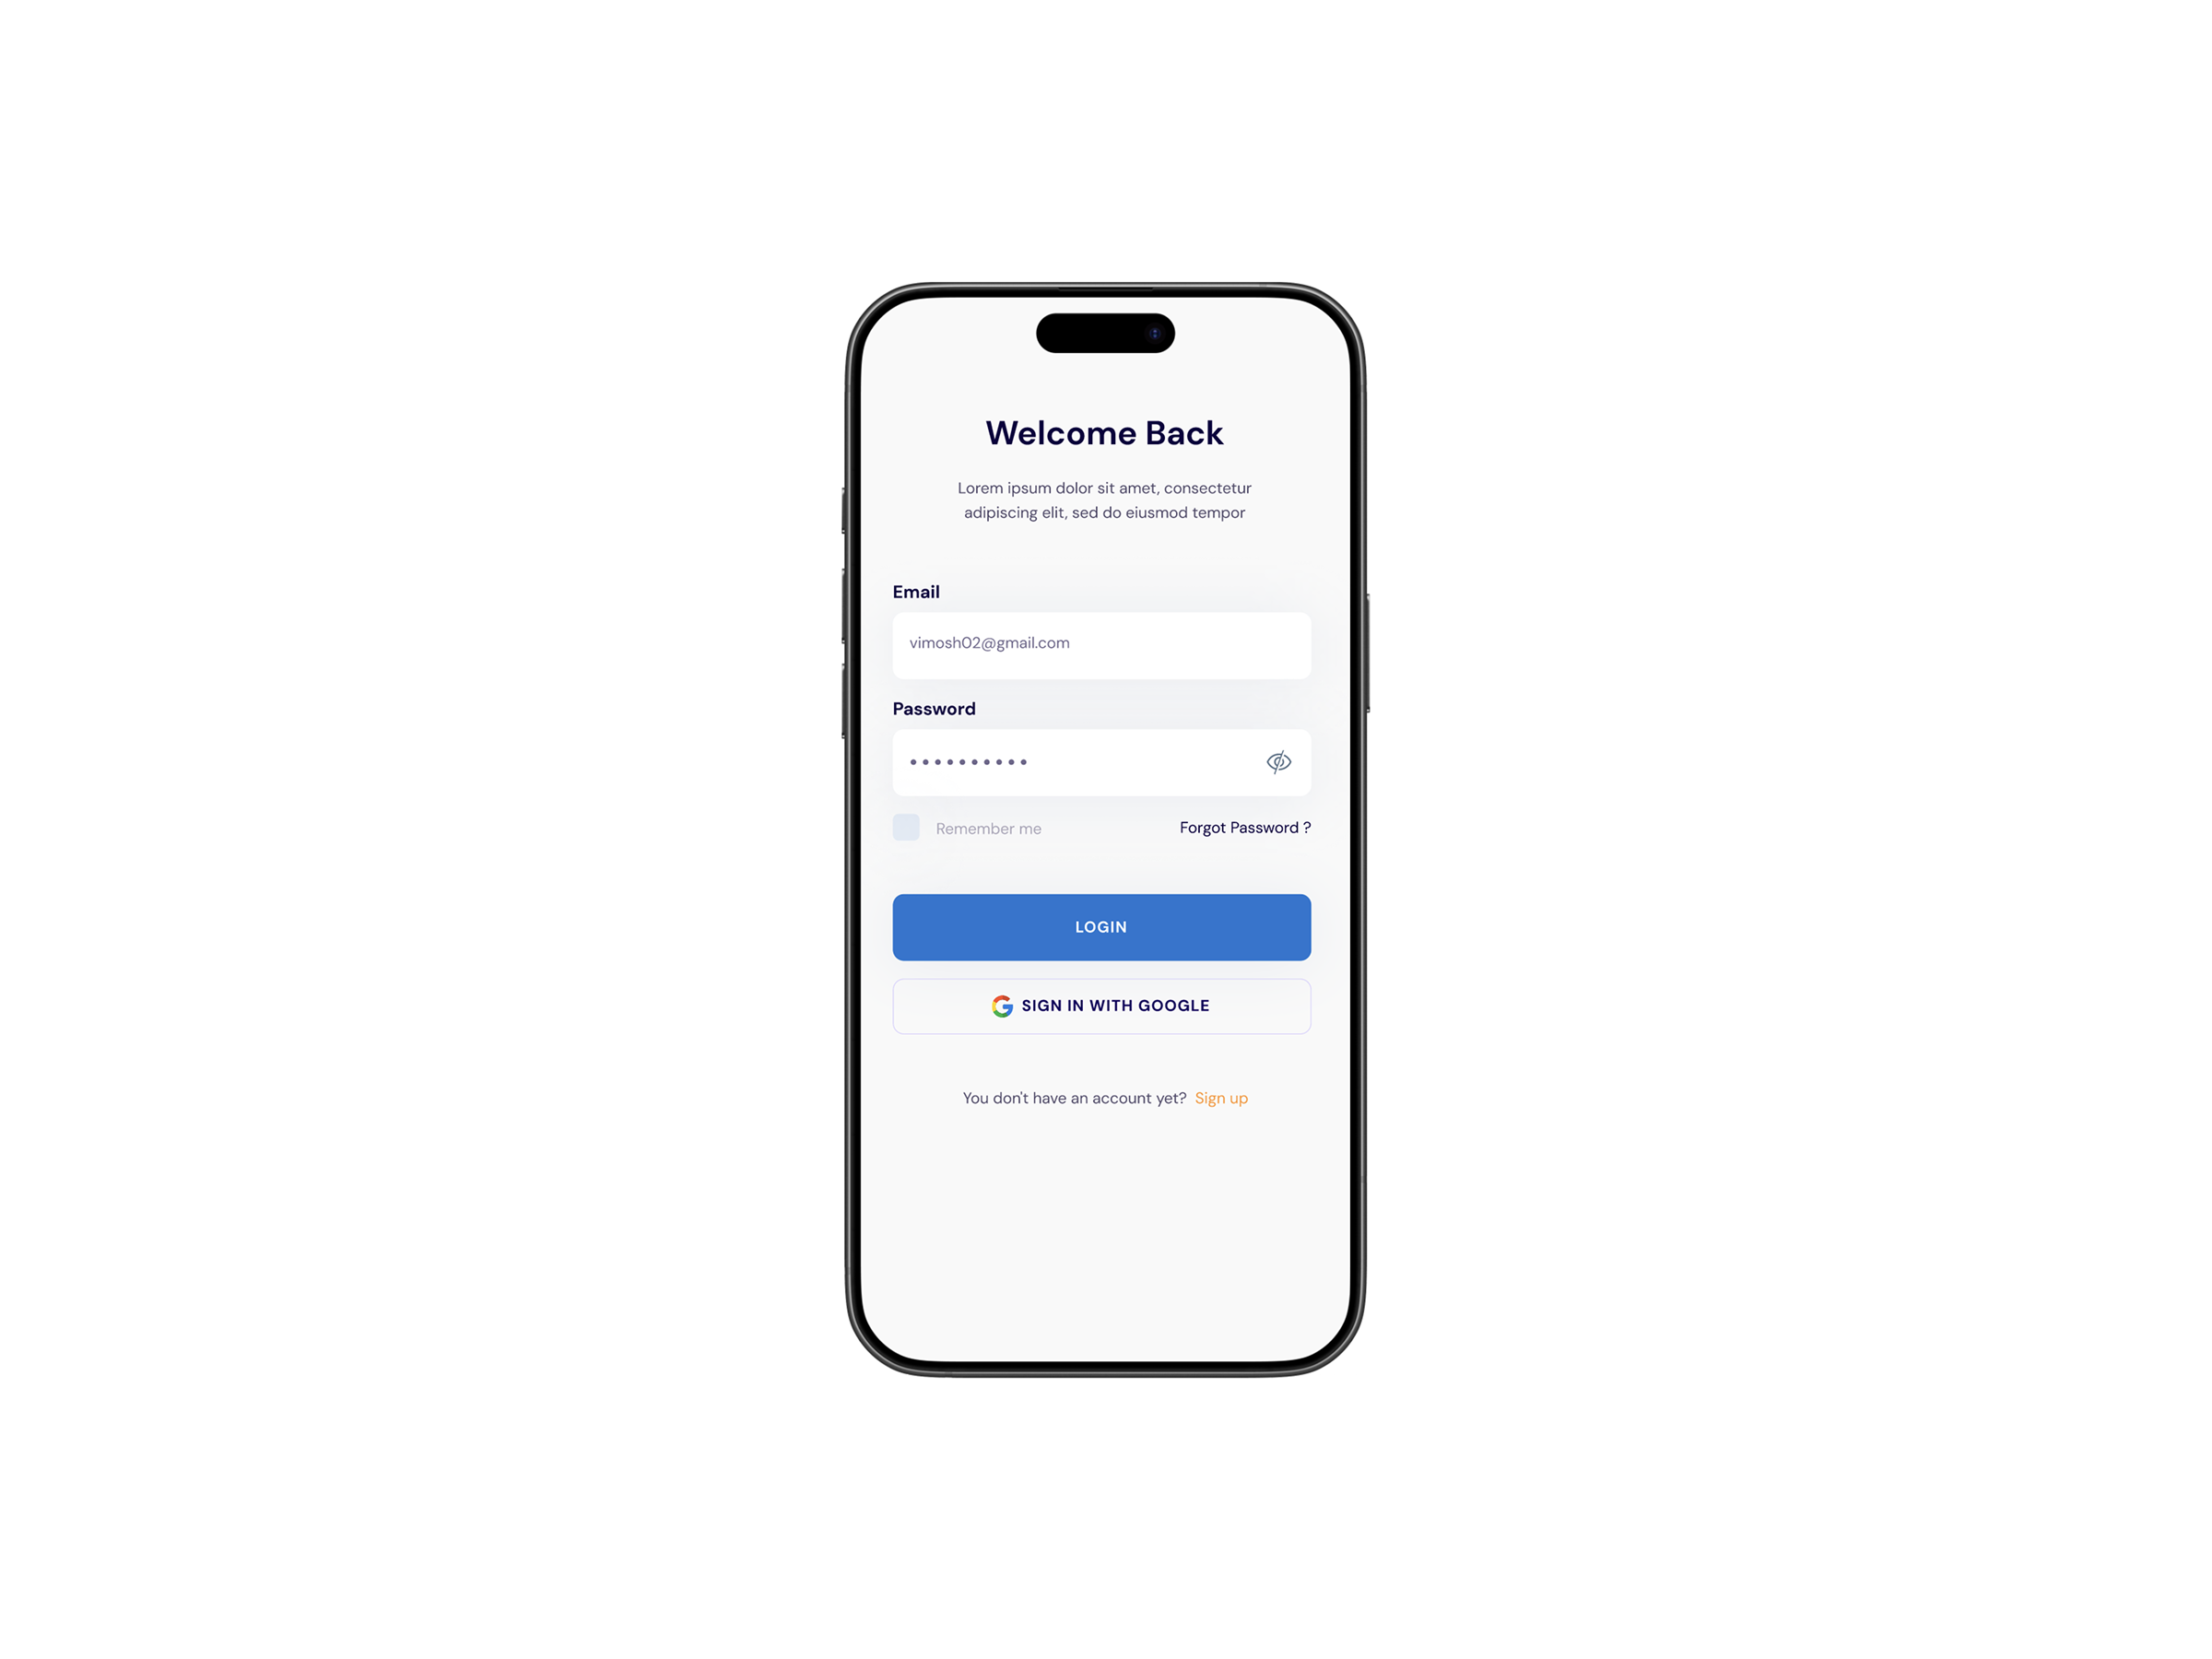 Welcome Back
Lorem ipsum dolor sit amet, consectetur
adipiscing elit, sed do eiusmod tempor
Email
vimosh02@gmail.com
Password
Remember me
Forgot Password ?
LOGIN
SIGN IN WITH GOOGLE
You don't have an account yet? Sign up